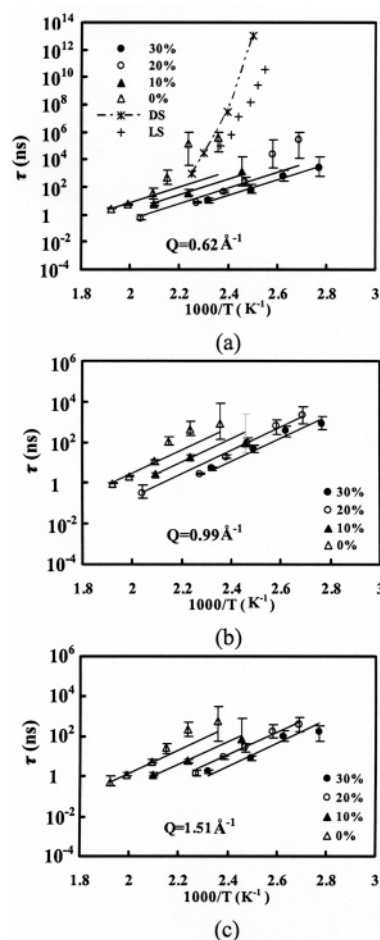 10^14
10^12
10^10
10^8
10^6
10^4
10^2
1
10^-2
10^-4
τ (ns)
30%
20%
10%
0%
DS
LS
Q=0.62Å^-1
1.8 2 2.2 2.4 2.6 2.8 3
1000/T (K^-1)
(a)
10^6
10^4
10^2
1
10^-2
10^-4
τ (ns)
Q=0.99Å^-1
30%
20%
10%
0%
1.8 2 2.2 2.4 2.6 2.8 3
1000/T (K^-1)
(b)
10^6
10^4
10^2
1
10^-2
10^-4
τ (ns)
Q=1.51Å^-1
30%
20%
10%
0%
1.8 2 2.2 2.4 2.6 2.8 3
1000/T (K^-1)
(c)